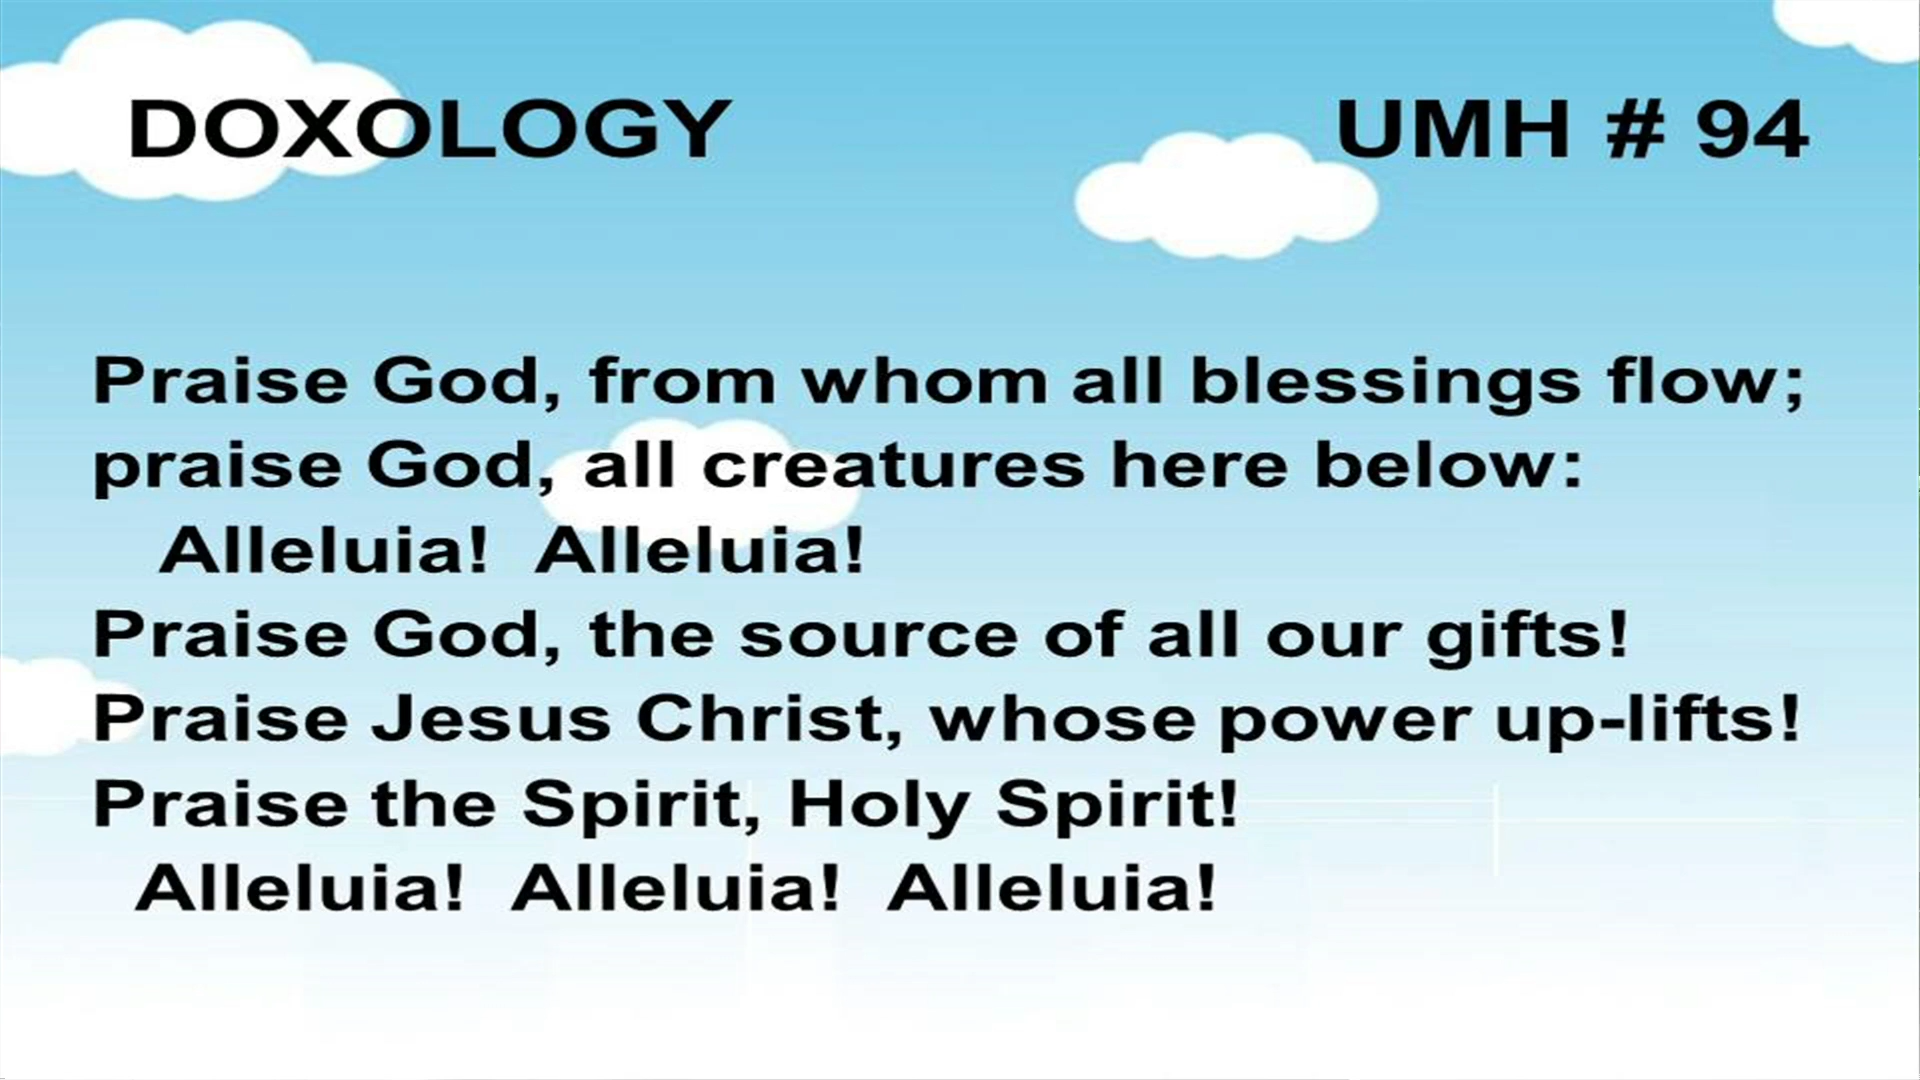 DOXOLOGY UMH # 94
Praise God, from whom all blessings flow;
praise God, all creatures here below:
Alleluia! Alleluia!
Praise God, the source of all our gifts!
Praise Jesus Christ, whose power up-lifts!
Praise the Spirit, Holy Spirit!
Alleluia! Alleluia! Alleluia!